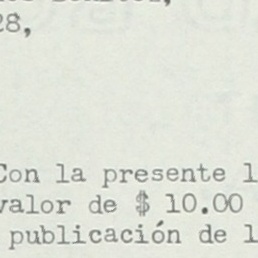 28,
Con la presente l
valor de $ 10.00
publicación de l